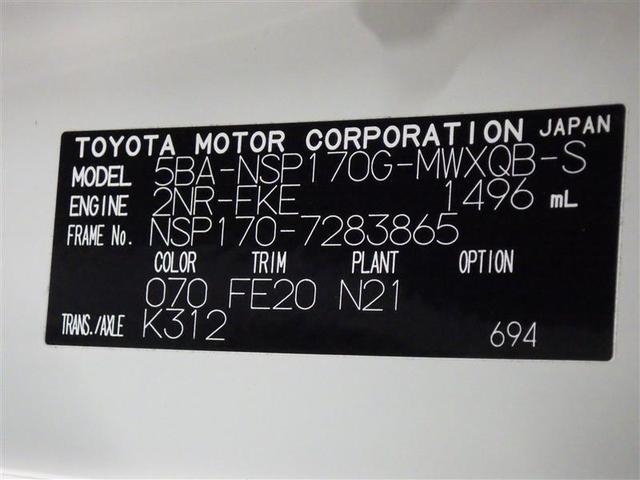 TOYOTA MOTOR CORPORATION JAPAN
MODEL 5BA-NSP170G-MWXQB-S
ENGINE 2NR-FKE 1496 mL
FRAME No. NSP170-7283865
COLOR TRIM PLANT OPTION
070 FE20 N21
TRANS./AXLE K312 694